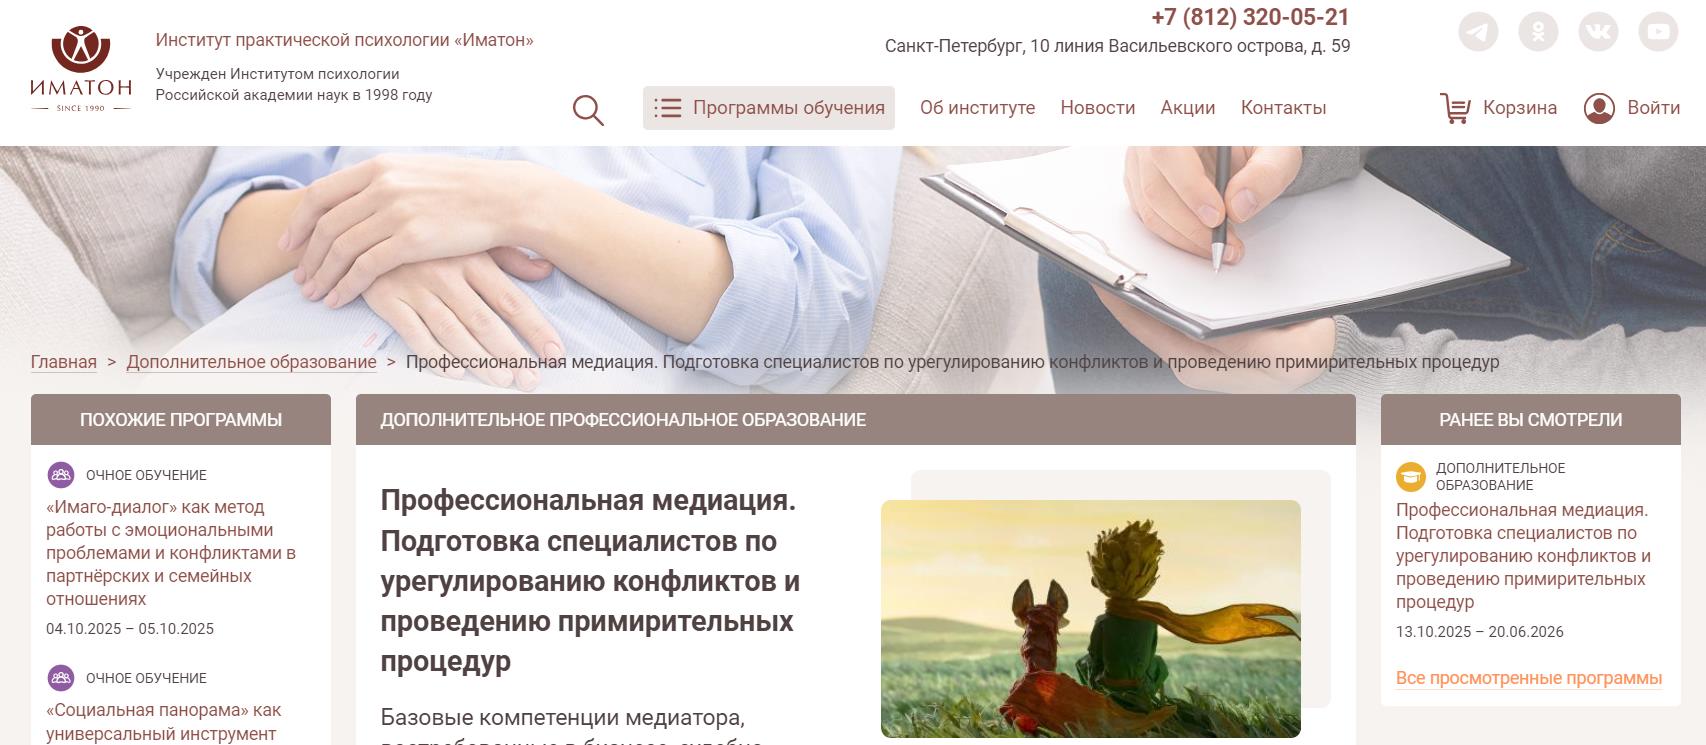 ИМАТОН
SINCE 1990
Институт практической психологии «Иматон»
Учрежден Институтом психологии
Российской академии наук в 1998 году
+7 (812) 320-05-21
Санкт-Петербург, 10 линия Васильевского острова, д. 59
Программы обучения
Об институте
Новости
Акции
Контакты
Корзина
Войти
Главная > Дополнительное образование > Профессиональная медиация. Подготовка специалистов по урегулированию конфликтов и проведению примирительных процедур
ПОХОЖИЕ ПРОГРАММЫ
ОЧНОЕ ОБУЧЕНИЕ
«Имаго-диалог» как метод
работы с эмоциональными
проблемами и конфликтами в
партнёрских и семейных
отношениях
04.10.2025 – 05.10.2025
ОЧНОЕ ОБУЧЕНИЕ
«Социальная панорама» как
универсальный инструмент
ДОПОЛНИТЕЛЬНОЕ ПРОФЕССИОНАЛЬНОЕ ОБРАЗОВАНИЕ
Профессиональная медиация.
Подготовка специалистов по
урегулированию конфликтов и
проведению примирительных
процедур
Базовые компетенции медиатора,
РАНЕЕ ВЫ СМОТРЕЛИ
ДОПОЛНИТЕЛЬНОЕ
ОБРАЗОВАНИЕ
Профессиональная медиация.
Подготовка специалистов по
урегулированию конфликтов и
проведению примирительных
процедур
13.10.2025 – 20.06.2026
Все просмотренные программы